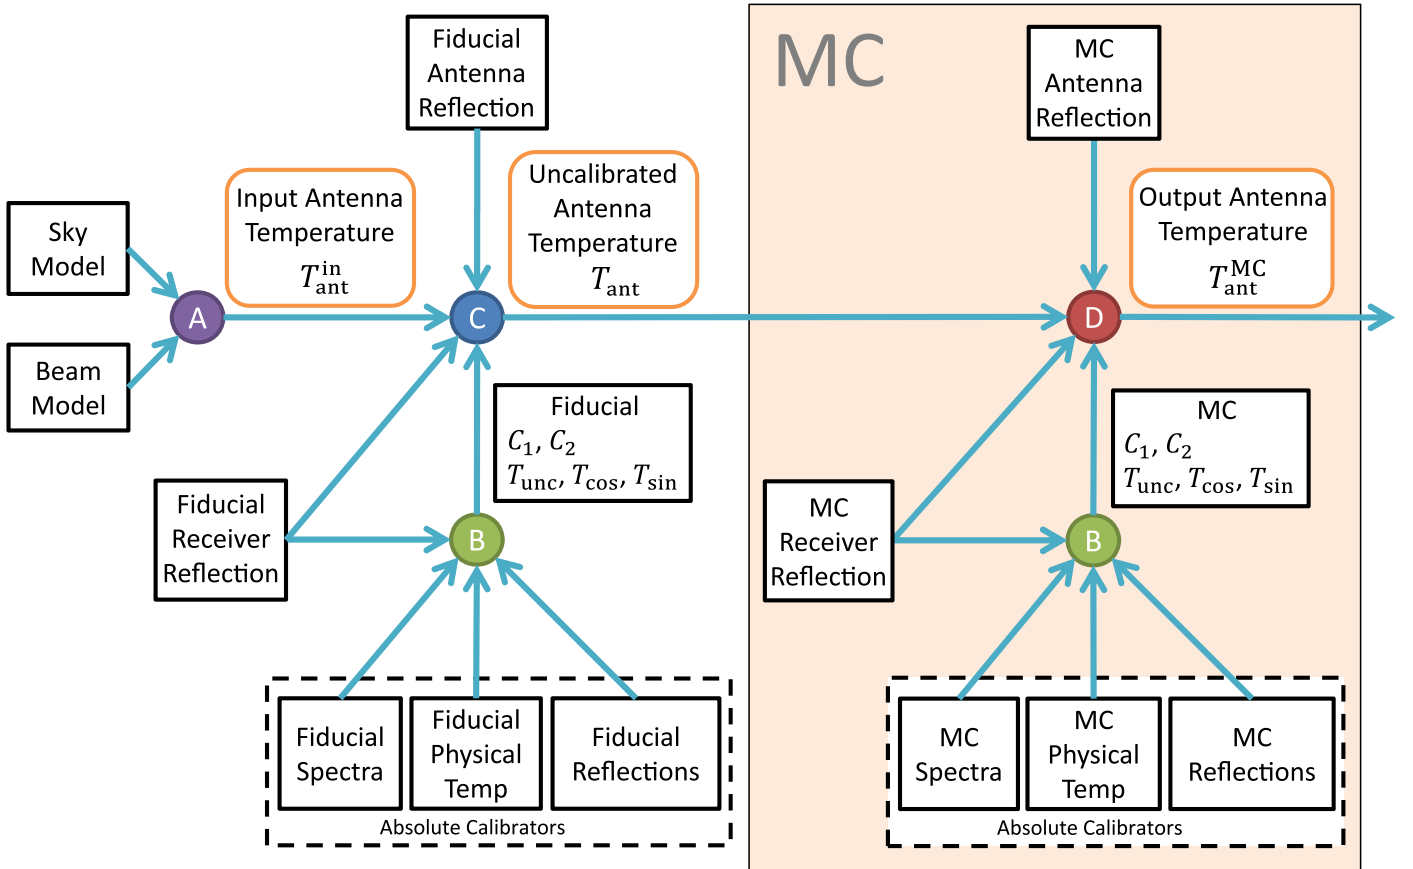 Fiducial
Antenna
Reflection
MC
MC
Antenna
Reflection
Sky
Model
Input Antenna
Temperature
T_ant^in
Uncalibrated
Antenna
Temperature
T_ant
Output Antenna
Temperature
T_ant^MC
A
C
D
Beam
Model
Fiducial
C_1, C_2
T_unc, T_cos, T_sin
MC
C_1, C_2
T_unc, T_cos, T_sin
Fiducial
Receiver
Reflection
B
MC
Receiver
Reflection
B
Fiducial
Spectra
Fiducial
Physical
Temp
Fiducial
Reflections
Absolute Calibrators
MC
Spectra
MC
Physical
Temp
MC
Reflections
Absolute Calibrators